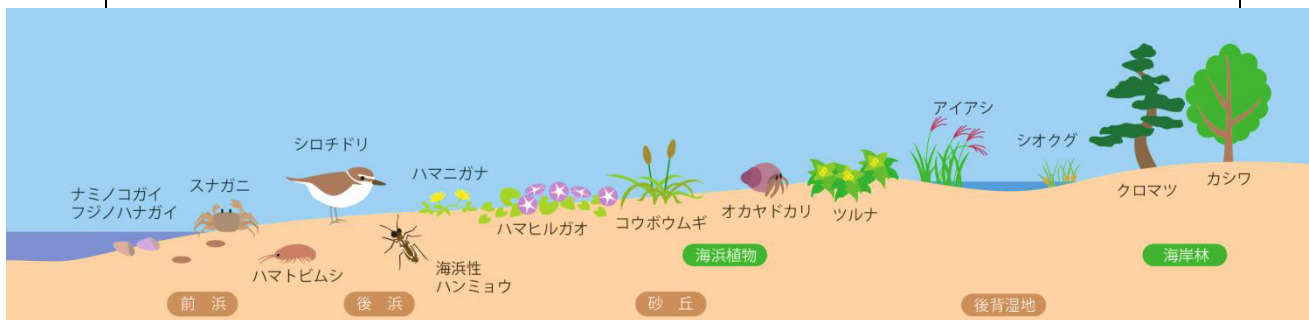 ナミノコガイ
フジノハナガイ
スナガニ
ハマトビムシ
シロチドリ
海浜性
ハンミョウ
ハマニガナ
ハマヒルガオ
コウボウムギ
オカヤドカリ
ツルナ
アイアシ
シオクグ
クロマツ
カシワ
海浜植物
海岸林
前 浜
後 浜
砂 丘
後背湿地